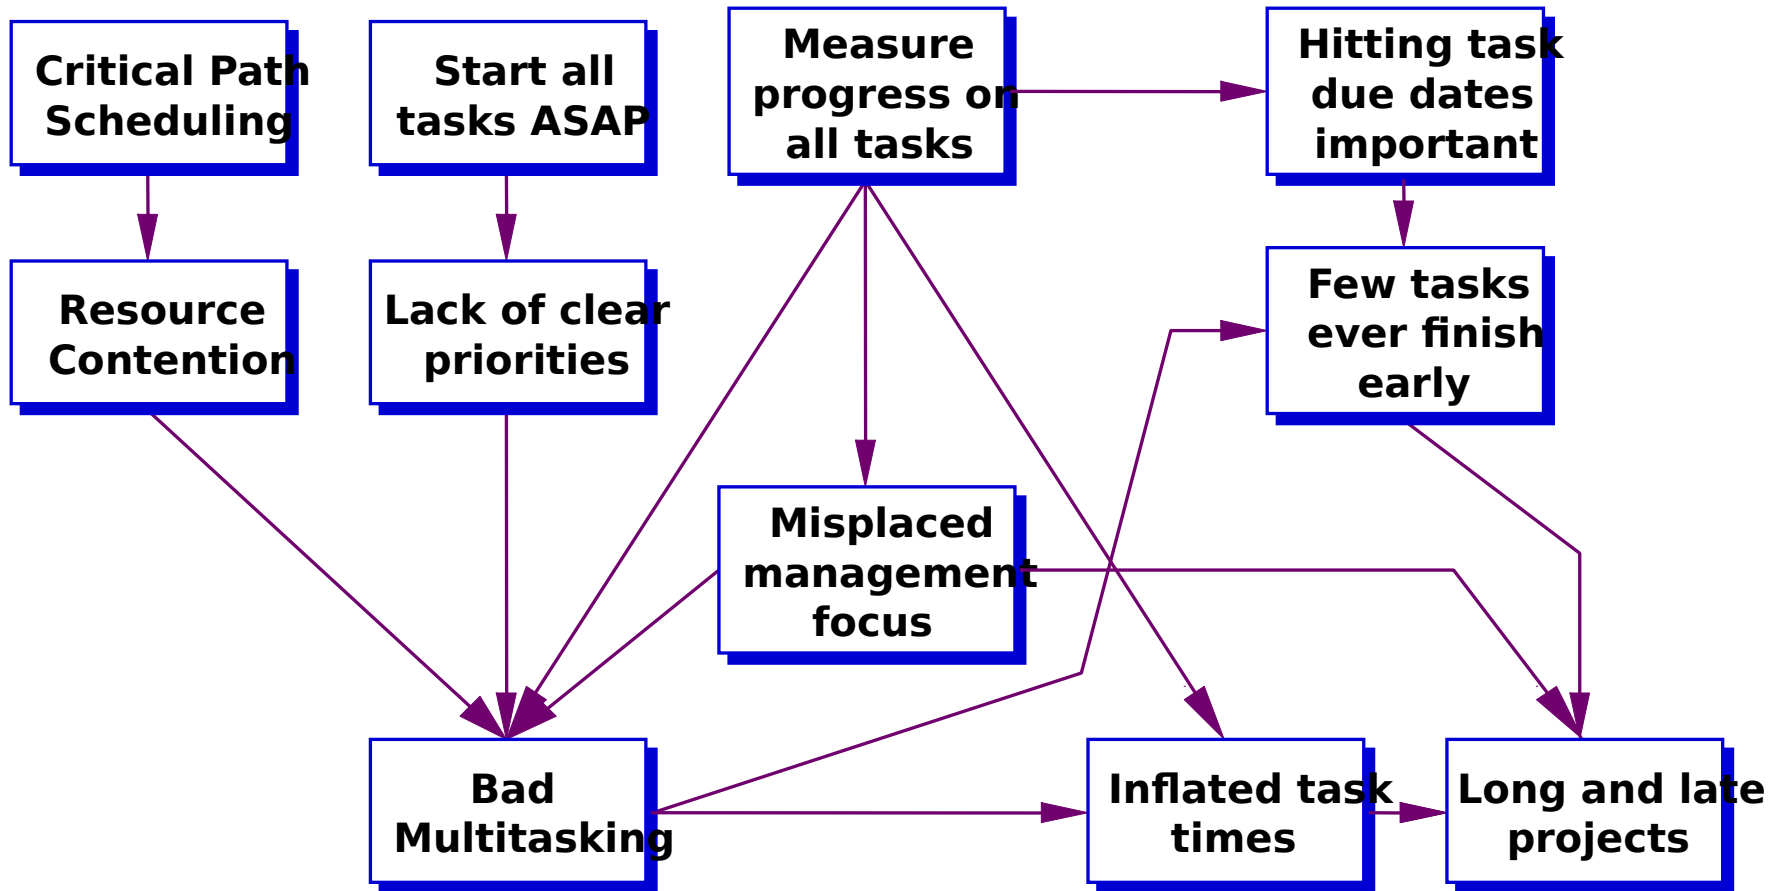 Critical Path
Scheduling
Start all
tasks ASAP
Measure
progress on
all tasks
Hitting task
due dates
important
Resource
Contention
Lack of clear
priorities
Few tasks
ever finish
early
Misplaced
management
focus
Bad
Multitasking
Inflated task
times
Long and late
projects